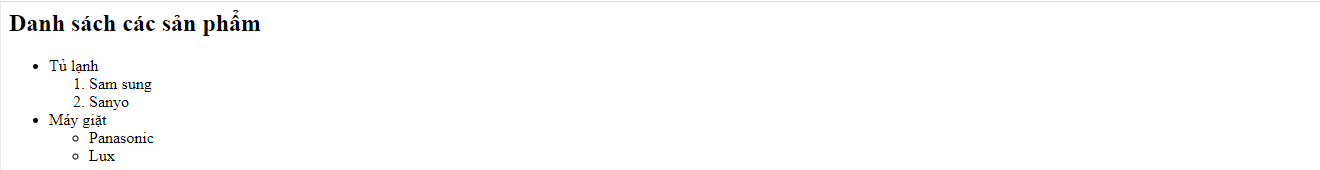 Danh sách các sản phẩm
• Tủ lạnh
1. Sam sung
2. Sanyo
• Máy giặt
◦ Panasonic
◦ Lux